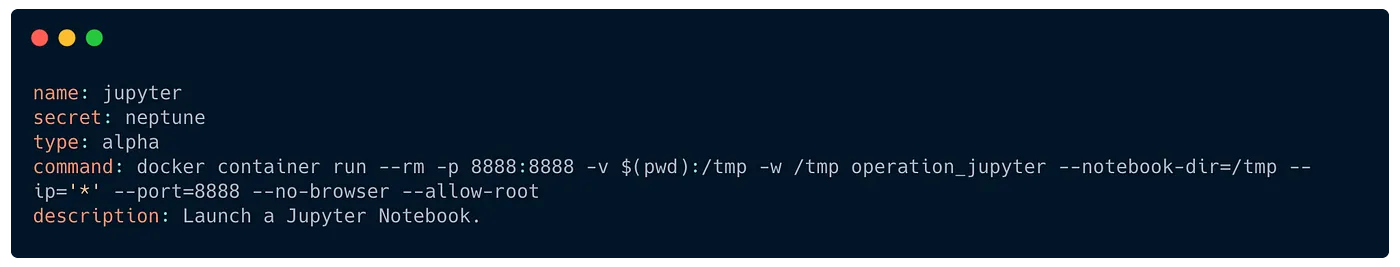 name: jupyter
secret: neptune
type: alpha
command: docker container run --rm -p 8888:8888 -v $(pwd):/tmp -w /tmp operation_jupyter --notebook-dir=/tmp --
ip='*' --port=8888 --no-browser --allow-root
description: Launch a Jupyter Notebook.